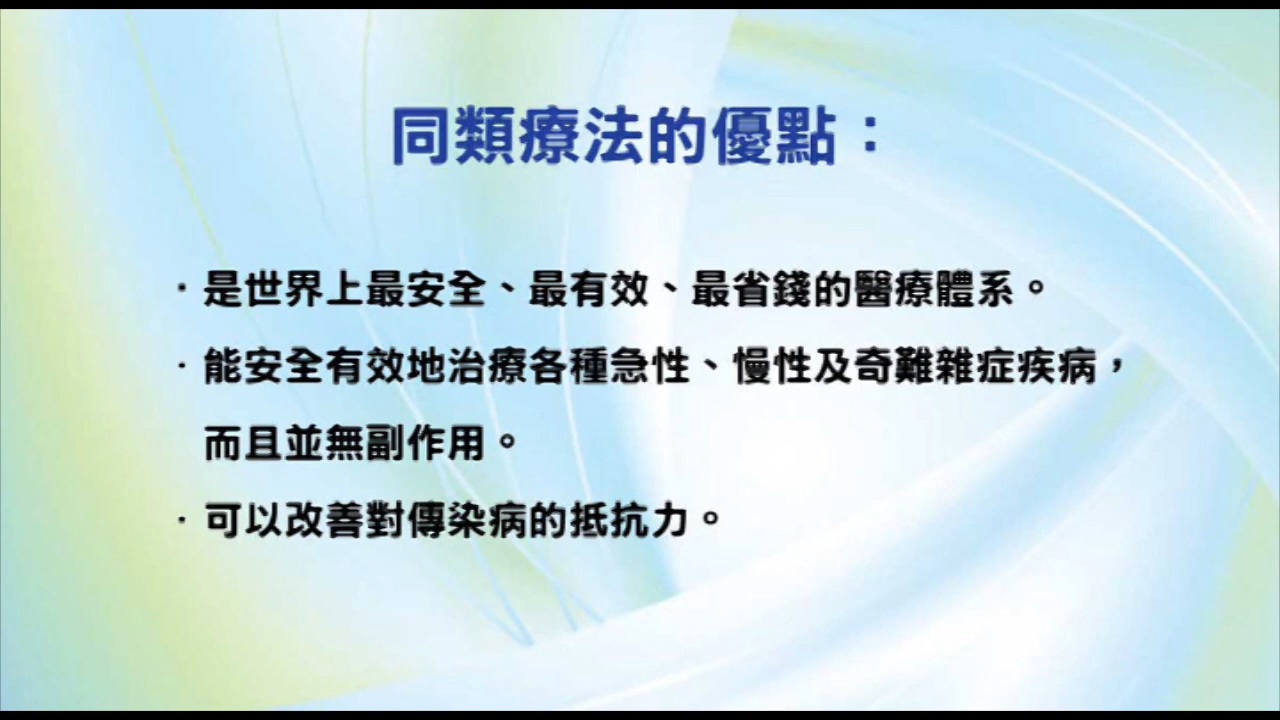 同類療法的優點：
·是世界上最安全、最有效、最省錢的醫療體系。
·能安全有效地治療各種急性、慢性及奇難雜症疾病，
而且並無副作用。
·可以改善對傳染病的抵抗力。